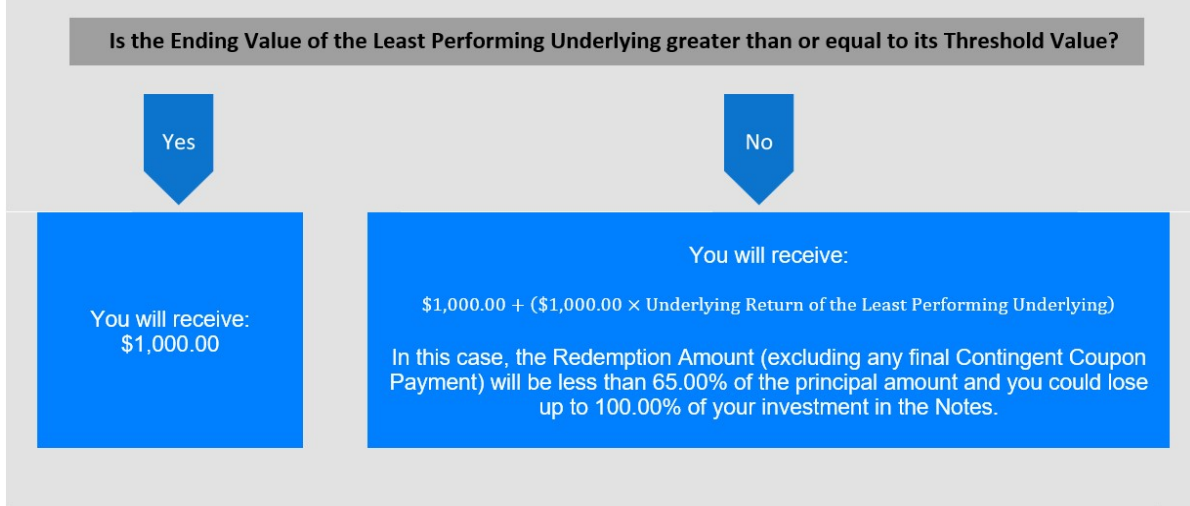 Is the Ending Value of the Least Performing Underlying greater than or equal to its Threshold Value?
Yes
No
You will receive:
$1,000.00
You will receive:
$1,000.00 + ($1,000.00 × Underlying Return of the Least Performing Underlying)
In this case, the Redemption Amount (excluding any final Contingent Coupon
Payment) will be less than 65.00% of the principal amount and you could lose
up to 100.00% of your investment in the Notes.